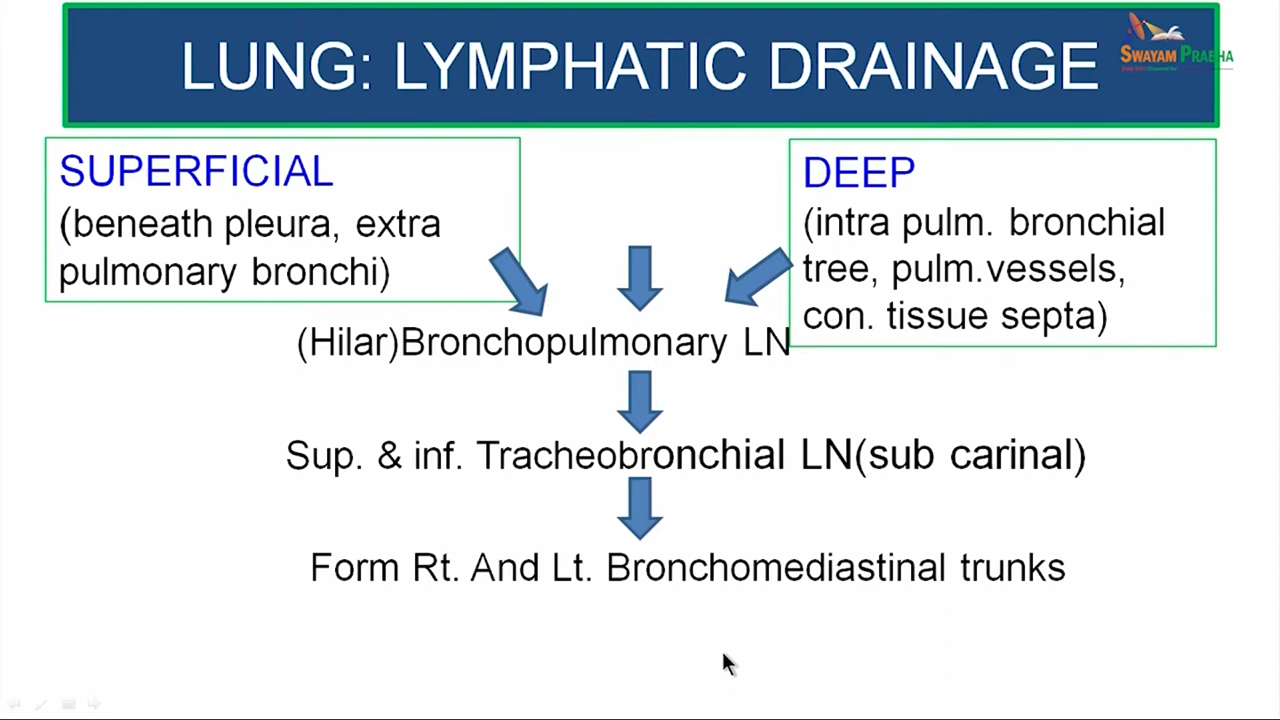 LUNG: LYMPHATIC DRAINAGE
SWAYAM PRABHA
SUPERFICIAL
(beneath pleura, extra
pulmonary bronchi)
DEEP
(intra pulm. bronchial
tree, pulm.vessels,
con. tissue septa)
(Hilar)Bronchopulmonary LN
Sup. & inf. Tracheobronchial LN(sub carinal)
Form Rt. And Lt. Bronchomediastinal trunks